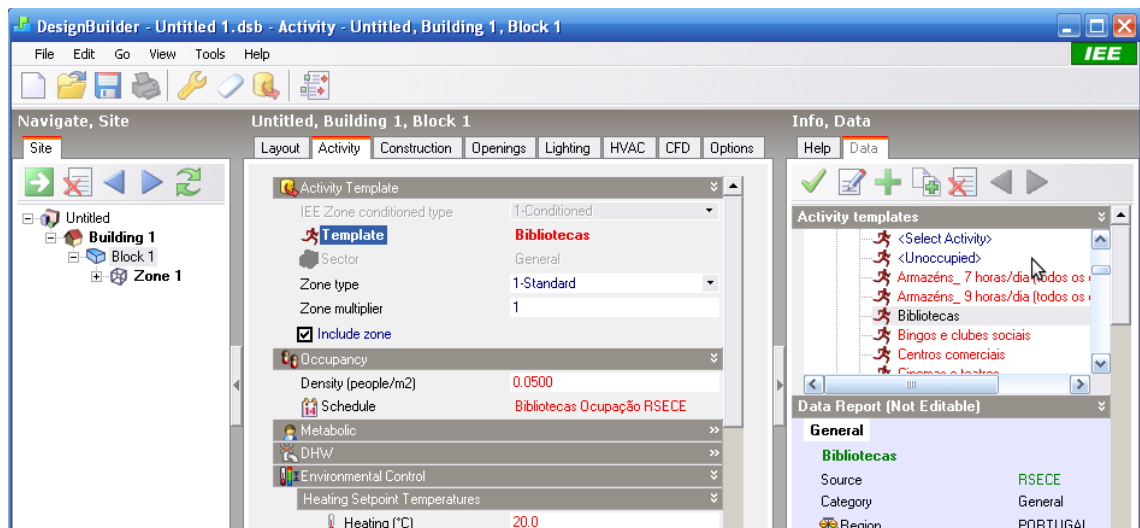 DesignBuilder - Untitled 1.dsb - Activity - Untitled, Building 1, Block 1
File Edit Go View Tools Help
IEE
Navigate, Site
Site
Untitled
Building 1
Block 1
Zone 1
Untitled, Building 1, Block 1
Layout Activity Construction Openings Lighting HVAC CFD Options
Activity Template
IEE Zone conditioned type 1-Conditioned
Template Bibliotecas
Sector General
Zone type 1-Standard
Zone multiplier 1
Include zone
Occupancy
Density (people/m2) 0.0500
14 Schedule Bibliotecas Ocupação RSECE
Metabolic
DHW
Environmental Control
Heating Setpoint Temperatures
Heating (°C) 20.0
Info, Data
Help Data
Activity templates
<Select Activity>
<Unoccupied>
Armazéns_ 7 horas/dia (todos os
Armazéns_ 9 horas/dia (todos os
Bibliotecas
Bingos e clubes sociais
Centros comerciais
Cinemas e teatros
Data Report (Not Editable)
General
Bibliotecas
Source RSECE
Category General
Region PORTUGAL